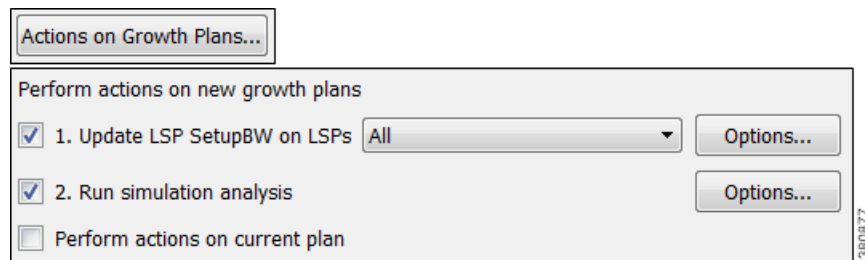 Actions on Growth Plans...
Perform actions on new growth plans
1. Update LSP SetupBW on LSPs All Options...
2. Run simulation analysis Options...
Perform actions on current plan
380877